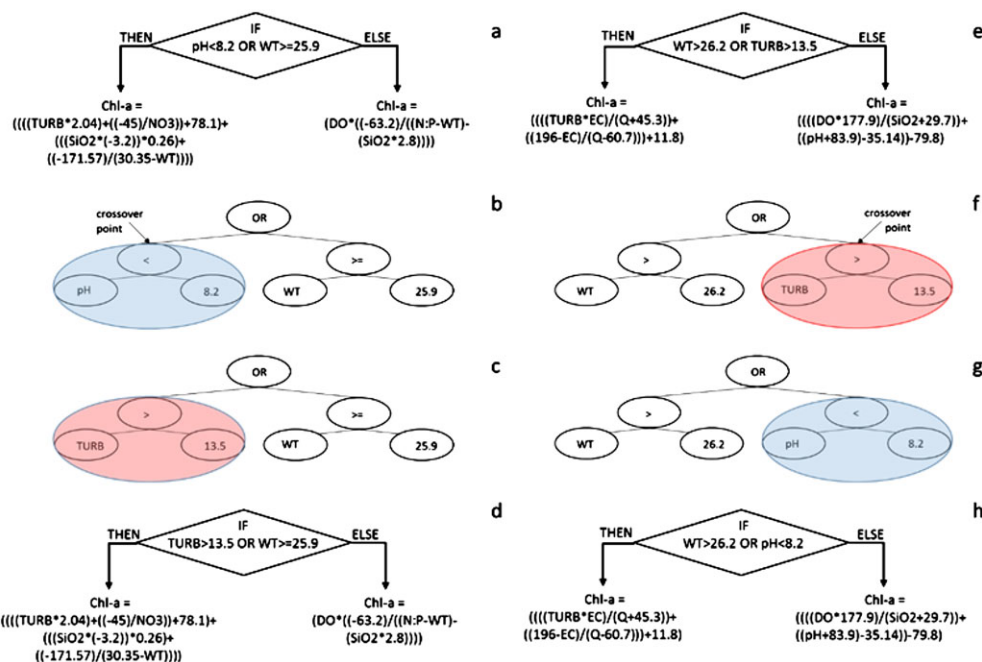 IF
pH<8.2 OR WT>=25.9
THEN
ELSE
a
Chl-a =
((((TURB*2.04)+((-45)/NO3))+78.1)+
(((SiO2*(-3.2))*0.26)+
((-171.57)/(30.35-WT))))
Chl-a =
(DO*((-63.2)/((N:P-WT)-
(SiO2*2.8))))
IF
WT>26.2 OR TURB>13.5
THEN
ELSE
e
Chl-a =
((((TURB*EC)/(Q+45.3))+
((196-EC)/(Q-60.7)))+11.8)
Chl-a =
((((DO*177.9)/(SiO2+29.7))+
((pH+83.9)-35.14))-79.8)
b
crossover
point
OR
<
>=
pH
8.2
WT
25.9
f
crossover
point
OR
>
>
WT
26.2
TURB
13.5
c
OR
>
>=
TURB
13.5
WT
25.9
g
OR
>
<
WT
26.2
pH
8.2
IF
TURB>13.5 OR WT>=25.9
THEN
ELSE
d
Chl-a =
((((TURB*2.04)+((-45)/NO3))+78.1)+
(((SiO2*(-3.2))*0.26)+
((-171.57)/(30.35-WT))))
Chl-a =
(DO*((-63.2)/((N:P-WT)-
(SiO2*2.8))))
IF
WT>26.2 OR pH<8.2
THEN
ELSE
h
Chl-a =
((((TURB*EC)/(Q+45.3))+
((196-EC)/(Q-60.7)))+11.8)
Chl-a =
((((DO*177.9)/(SiO2+29.7))+
((pH+83.9)-35.14))-79.8)